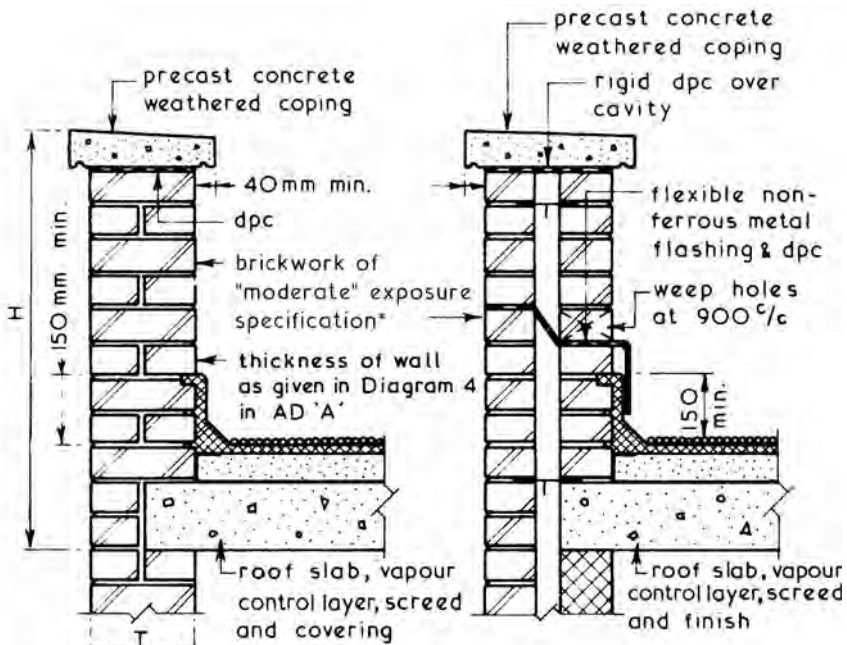 precast concrete
weathered coping
40mm min.
dpc
brickwork of
"moderate" exposure
specification*
thickness of wall
as given in Diagram 4
in AD 'A'
150mm min
H
roof slab, vapour
control layer, screed
and covering
T
precast concrete
weathered coping
rigid dpc over
cavity
flexible non-
ferrous metal
flashing & dpc
weep holes
at 900 c/c
150
min.
roof slab, vapour
control layer, screed
and finish